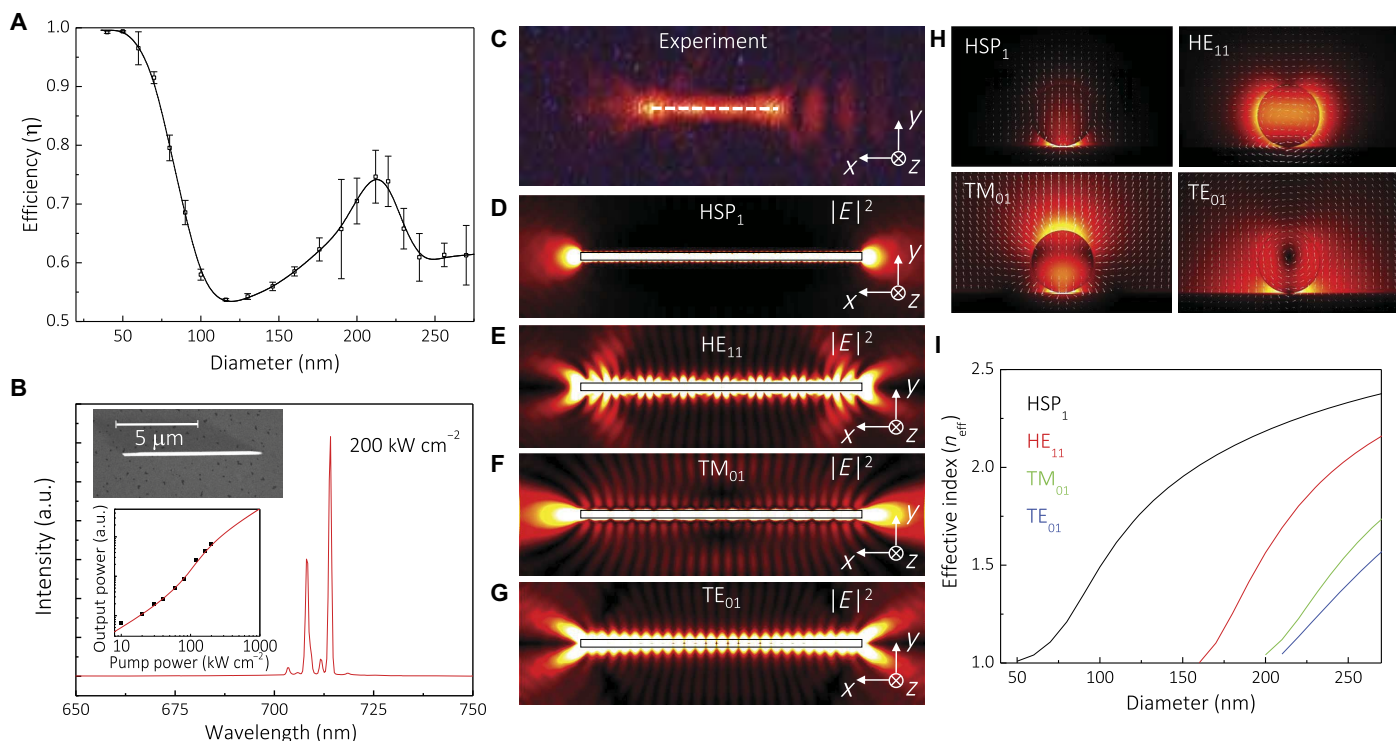 A
1.0
0.9
0.8
0.7
0.6
0.5
Efficiency (η)
50 100 150 200 250
Diameter (nm)
B
5 μm
200 kW cm−2
Output power (a.u.)
10 100 1000
Pump power (kW cm−2)
Intensity (a.u.)
650 675 700 725 750
Wavelength (nm)
C
Experiment
y
x
z
D
HSP1
|E|2
y
x
z
E
HE11
|E|2
y
x
z
F
TM01
|E|2
y
x
z
G
TE01
|E|2
y
x
z
H
HSP1
HE11
TM01
TE01
I
2.5
2.0
1.5
1.0
Effective index (neff)
HSP1
HE11
TM01
TE01
50 100 150 200 250
Diameter (nm)